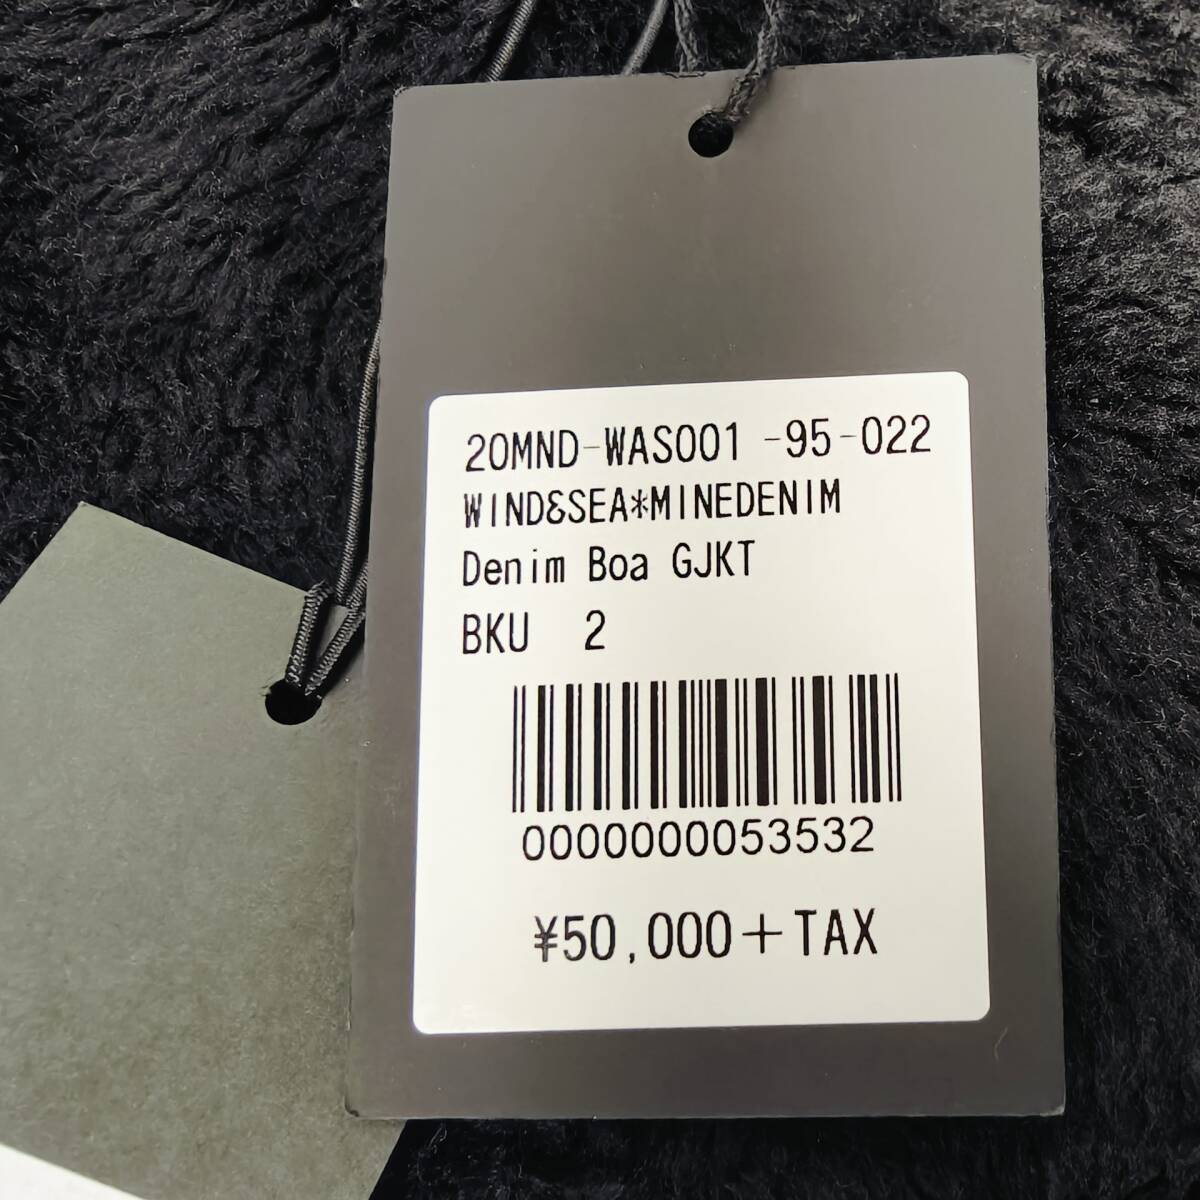 20MND-WAS001 -95-022
WIND&SEA*MINEDENIM
Denim Boa GJKT
BKU 2
0000000053532
¥50,000+TAX